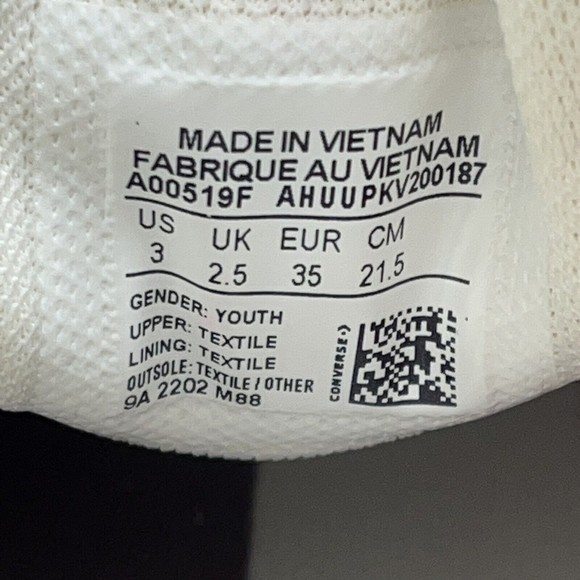 MADE IN VIETNAM
FABRIQUE AU VIETNAM
A00519F AHUUPKV200187
US UK EUR CM
3 2.5 35 21.5
GENDER: YOUTH
UPPER: TEXTILE
LINING: TEXTILE
OUTSOLE: TEXTILE / OTHER
9A 2202 M88
CONVERSE